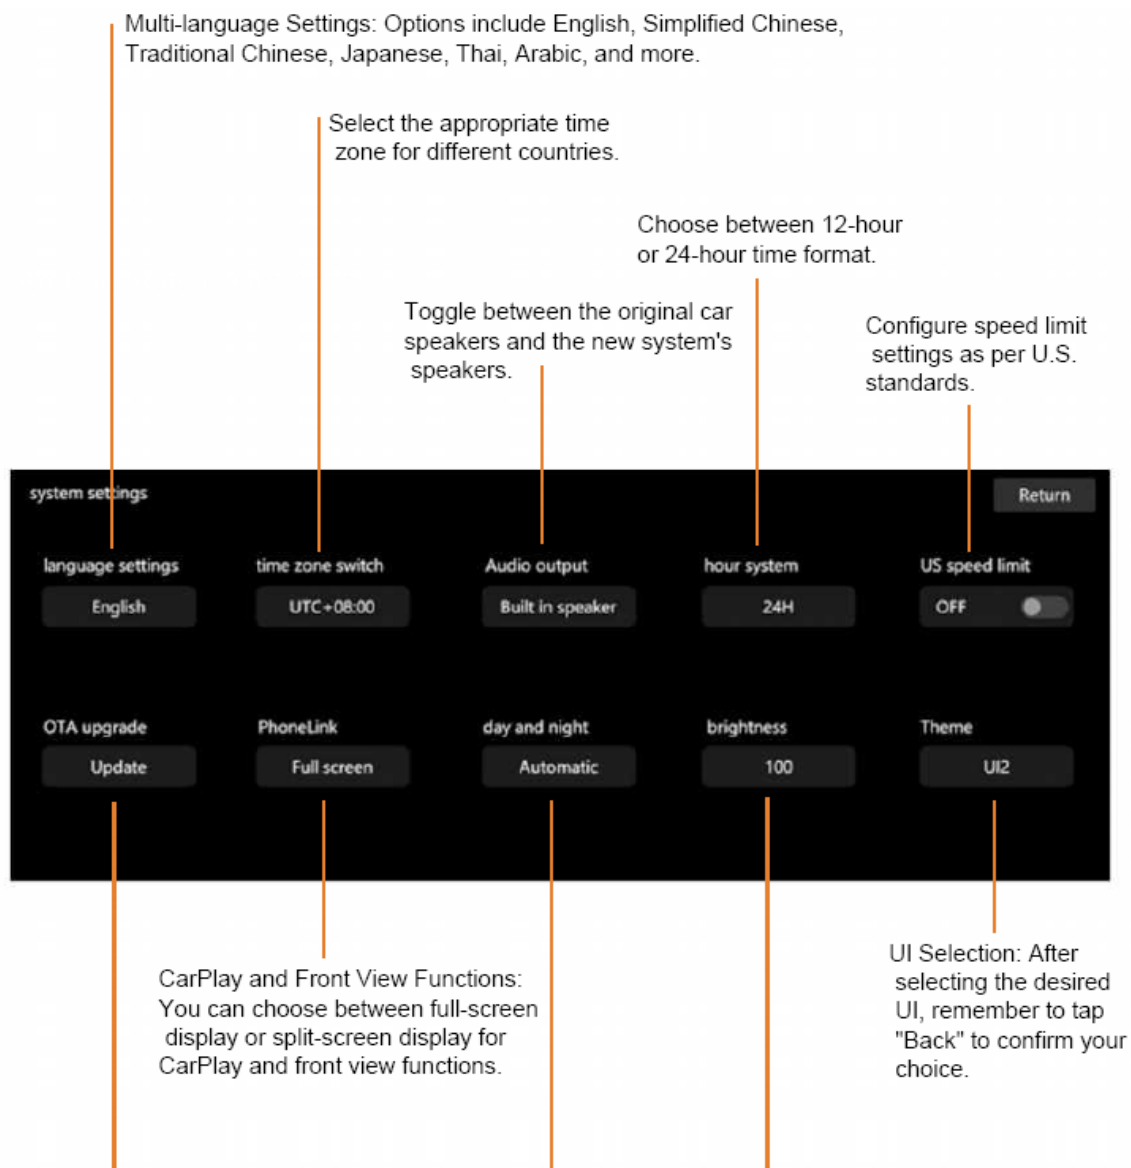 Multi-language Settings: Options include English, Simplified Chinese,
Traditional Chinese, Japanese, Thai, Arabic, and more.
Select the appropriate time
zone for different countries.
Choose between 12-hour
or 24-hour time format.
Toggle between the original car
speakers and the new system's
speakers.
Configure speed limit
settings as per U.S.
standards.
system settings
Return
language settings
time zone switch
Audio output
hour system
US speed limit
English
UTC+08:00
Built in speaker
24H
OFF
OTA upgrade
PhoneLink
day and night
brightness
Theme
Update
Full screen
Automatic
100
UI2
CarPlay and Front View Functions:
You can choose between full-screen
display or split-screen display for
CarPlay and front view functions.
UI Selection: After
selecting the desired
UI, remember to tap
"Back" to confirm your
choice.